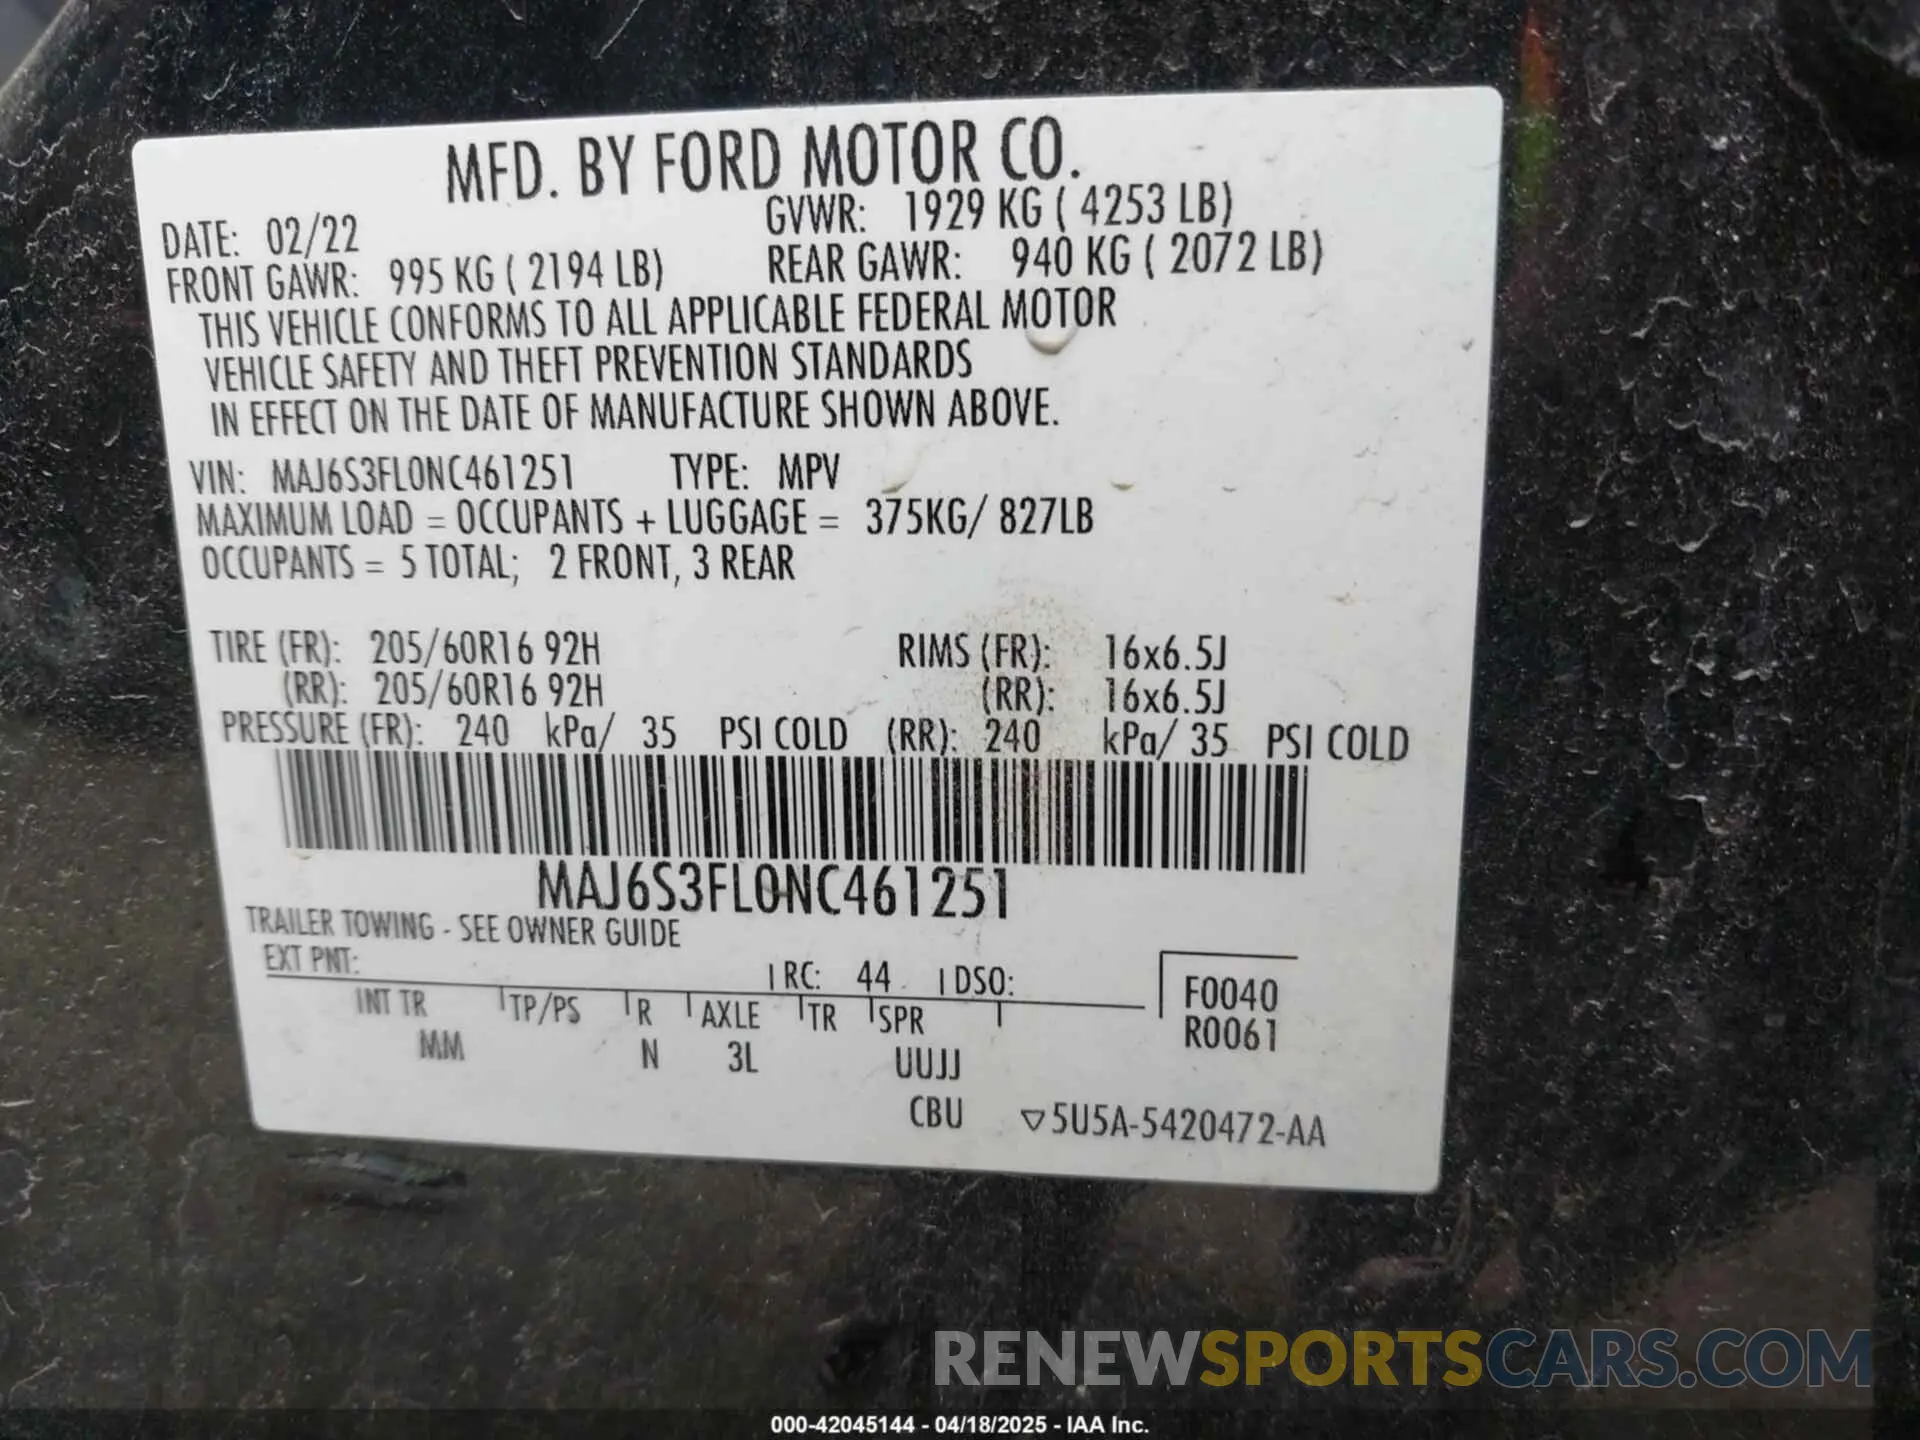 MFD. BY FORD MOTOR CO.
DATE: 02/22 GVWR: 1929 KG ( 4253 LB)
FRONT GAWR: 995 KG ( 2194 LB) REAR GAWR: 940 KG ( 2072 LB)
THIS VEHICLE CONFORMS TO ALL APPLICABLE FEDERAL MOTOR
VEHICLE SAFETY AND THEFT PREVENTION STANDARDS
IN EFFECT ON THE DATE OF MANUFACTURE SHOWN ABOVE.
VIN: MAJ6S3FL0NC461251 TYPE: MPV
MAXIMUM LOAD = OCCUPANTS + LUGGAGE = 375KG/ 827LB
OCCUPANTS = 5 TOTAL; 2 FRONT, 3 REAR
TIRE (FR): 205/60R16 92H RIMS (FR): 16x6.5J
(RR): 205/60R16 92H (RR): 16x6.5J
PRESSURE (FR): 240 kPa/ 35 PSI COLD (RR): 240 kPa/ 35 PSI COLD
MAJ6S3FL0NC461251
TRAILER TOWING - SEE OWNER GUIDE
EXT PNT: RC: 44 DSO:
F0040
INT TR TP/PS R AXLE TR SPR
R0061
MM N 3L UUJJ
CBU ▽5U5A-5420472-AA
RENEWSPORTSCARS.COM
000-42045144 - 04/18/2025 - IAA Inc.